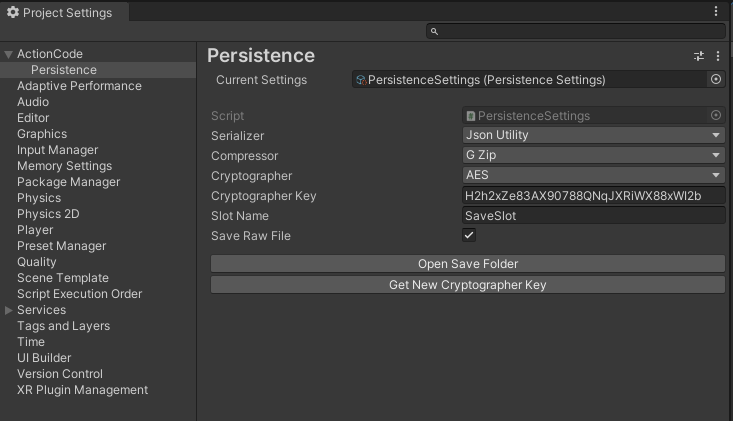 Project Settings
ActionCode
Persistence
Adaptive Performance
Audio
Editor
Graphics
Input Manager
Memory Settings
Package Manager
Physics
Physics 2D
Player
Preset Manager
Quality
Scene Template
Script Execution Order
Services
Tags and Layers
Time
UI Builder
Version Control
XR Plugin Management
Persistence
Current Settings PersistenceSettings (Persistence Settings)
Script PersistenceSettings
Serializer Json Utility
Compressor G Zip
Cryptographer AES
Cryptographer Key H2h2xZe83AX90788QNqJXRiWX88xWl2b
Slot Name SaveSlot
Save Raw File
Open Save Folder
Get New Cryptographer Key